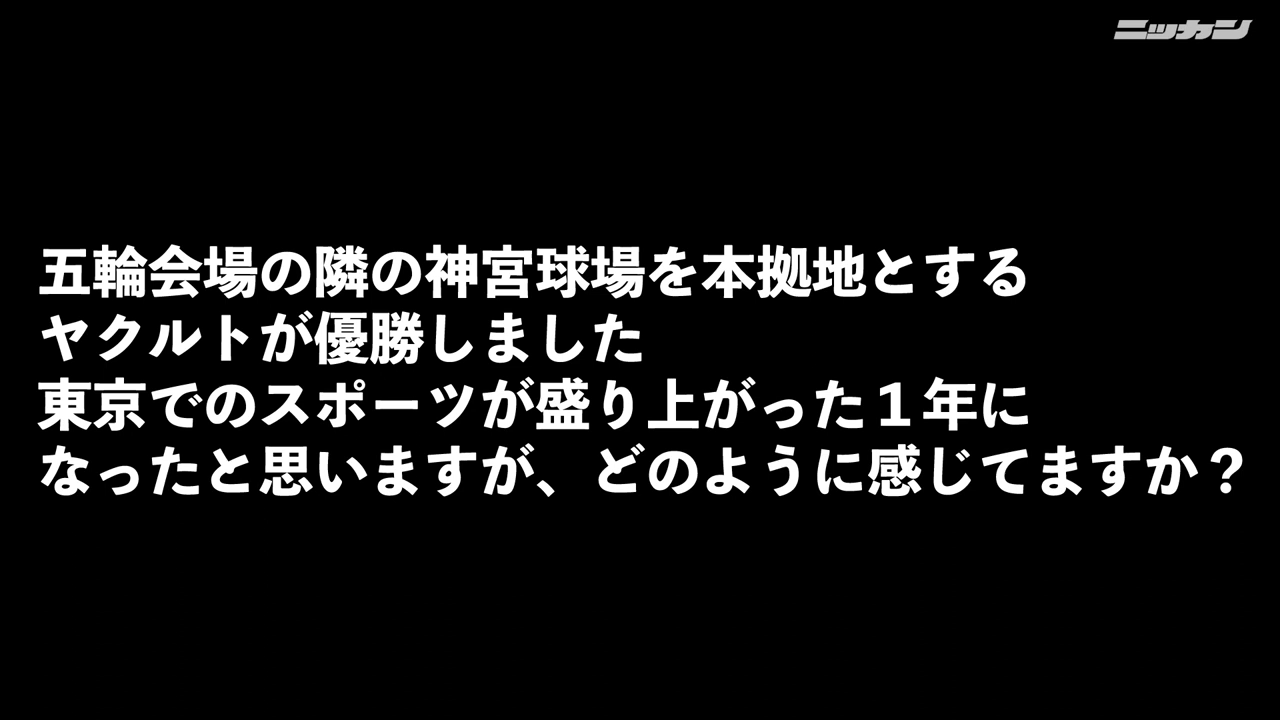 ニッカン
五輪会場の隣の神宮球場を本拠地とする
ヤクルトが優勝しました
東京でのスポーツが盛り上がった１年に
なったと思いますが、どのように感じてますか？